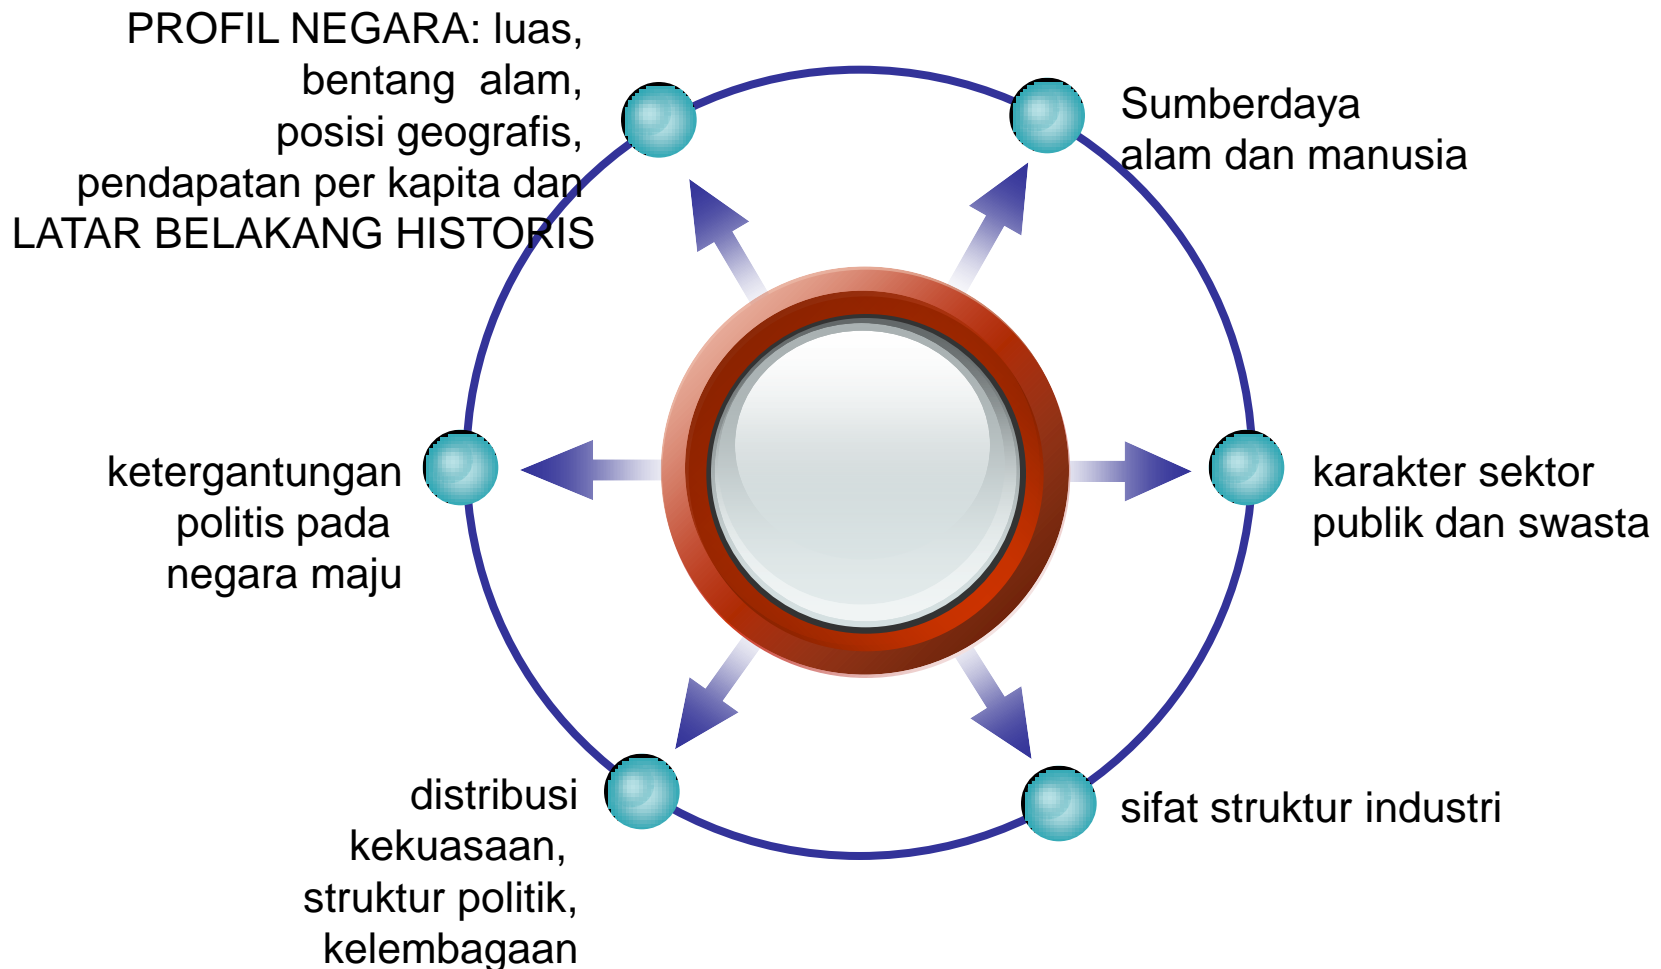 PROFIL NEGARA: luas,
bentang alam,
posisi geografis,
pendapatan per kapita dan
LATAR BELAKANG HISTORIS
Sumberdaya
alam dan manusia
ketergantungan
politis pada
negara maju
karakter sektor
publik dan swasta
distribusi
kekuasaan,
struktur politik,
kelembagaan
sifat struktur industri